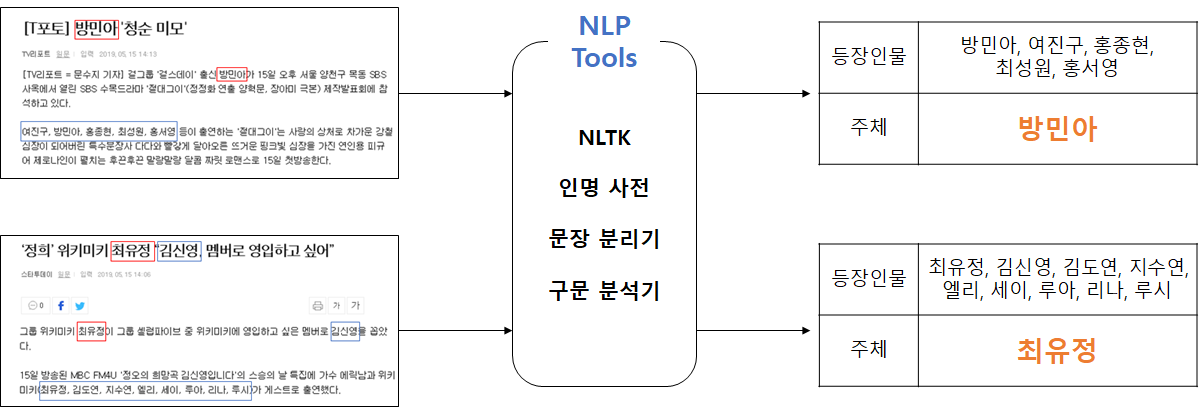 [T포토] 방민아 '청순 미모'
TV리포트 원문 입력 2019.05.15 14:13
[TV리포트 = 문수지 기자] 걸그룹 '걸스데이' 출신 방민아가 15일 오후 서울 양천구 목동 SBS
사옥에서 열린 SBS 수목드라마 '절대그이'(정정화 연출 양혁문, 장아미 극본) 제작발표회에 참
석하고 있다.
여진구, 방민아, 홍종현, 최성원, 홍서영 등이 출연하는 '절대그이'는 사랑의 상처로 차가운 강철
심장이 되어버린 특수분장사 다다와 빨갛게 달아오른 뜨거운 핑크빛 심장을 가진 연인용 피규
어 제로나인이 펼치는 후끈후끈 말랑말랑 달콤 짜릿 로맨스로 15일 첫방송한다.
‘정희’ 위키미키 최유정 “김신영, 멤버로 영입하고 싶어”
스타투데이 원문 입력 2019.05.15 14:06
0
가 가
그룹 위키미키 최유정이 그룹 셀럽파이브 중 위키미키에 영입하고 싶은 멤버로 김신영을 꼽았
다.
15일 방송된 MBC FM4U '정오의 희망곡 김신영입니다'의 스승의 날 특집에 가수 에릭남과 위키
미키(최유정, 김도연, 지수연, 엘리, 세이, 루아, 리나, 루시)가 게스트로 출연했다.
NLP
Tools
NLTK
인명 사전
문장 분리기
구문 분석기
등장인물
방민아, 여진구, 홍종현,
최성원, 홍서영
주체
방민아
등장인물
최유정, 김신영, 김도연, 지수연,
엘리, 세이, 루아, 리나, 루시
주체
최유정